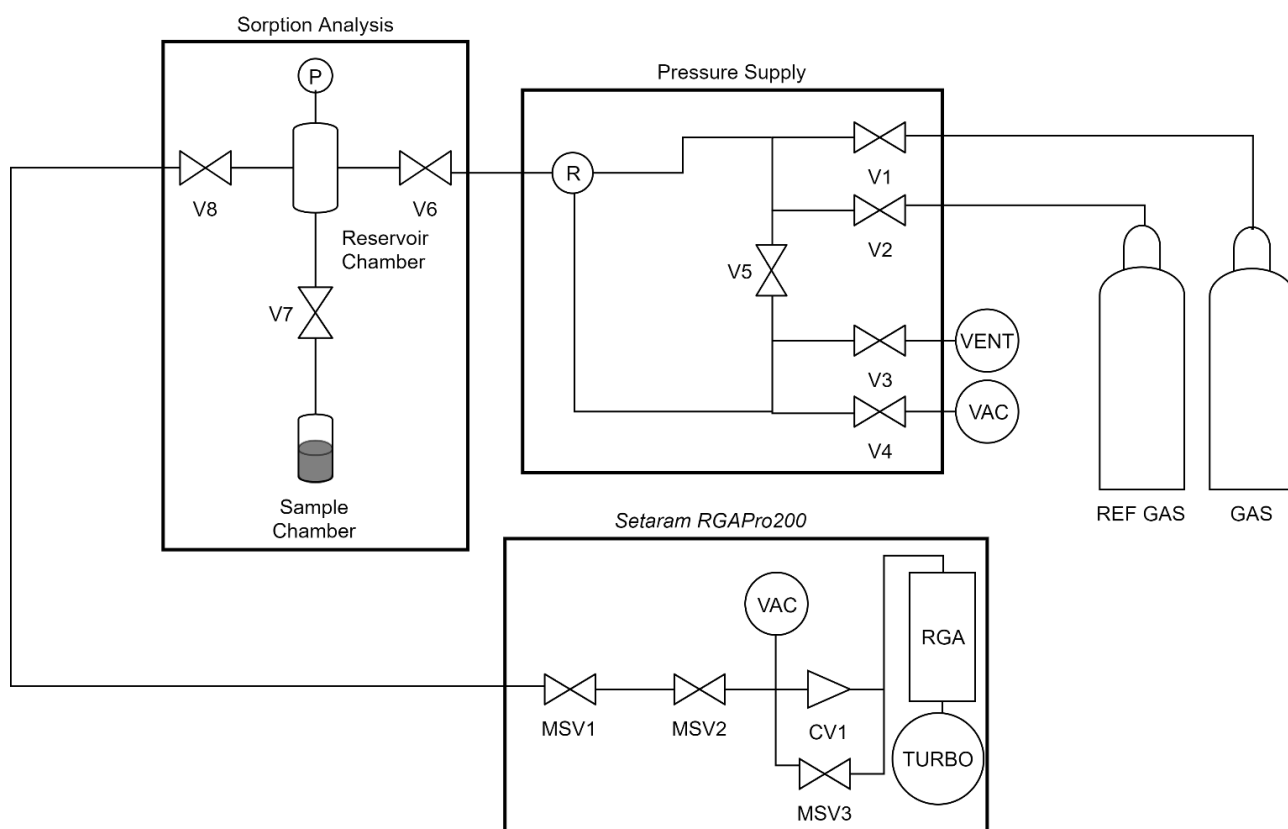 Sorption Analysis
P
V8
V6
Reservoir
Chamber
V7
Sample
Chamber
Pressure Supply
R
V1
V2
V5
V3
VENT
V4
VAC
REF GAS
GAS
Setaram RGAPro200
VAC
RGA
MSV1
MSV2
CV1
TURBO
MSV3